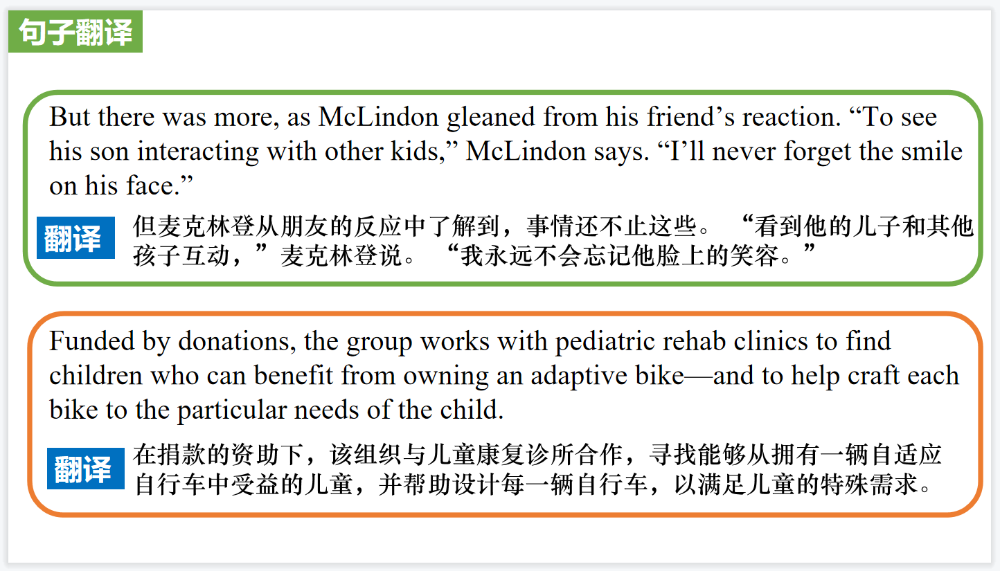 句子翻译
But there was more, as McLindon gleaned from his friend’s reaction. “To see
his son interacting with other kids,” McLindon says. “I’ll never forget the smile
on his face.”
翻译
但麦克林登从朋友的反应中了解到，事情还不止这些。 “看到他的儿子和其他
孩子互动，”麦克林登说。 “我永远不会忘记他脸上的笑容。”
Funded by donations, the group works with pediatric rehab clinics to find
children who can benefit from owning an adaptive bike—and to help craft each
bike to the particular needs of the child.
翻译
在捐款的资助下，该组织与儿童康复诊所合作，寻找能够从拥有一辆自适应
自行车中受益的儿童，并帮助设计每一辆自行车，以满足儿童的特殊需求。